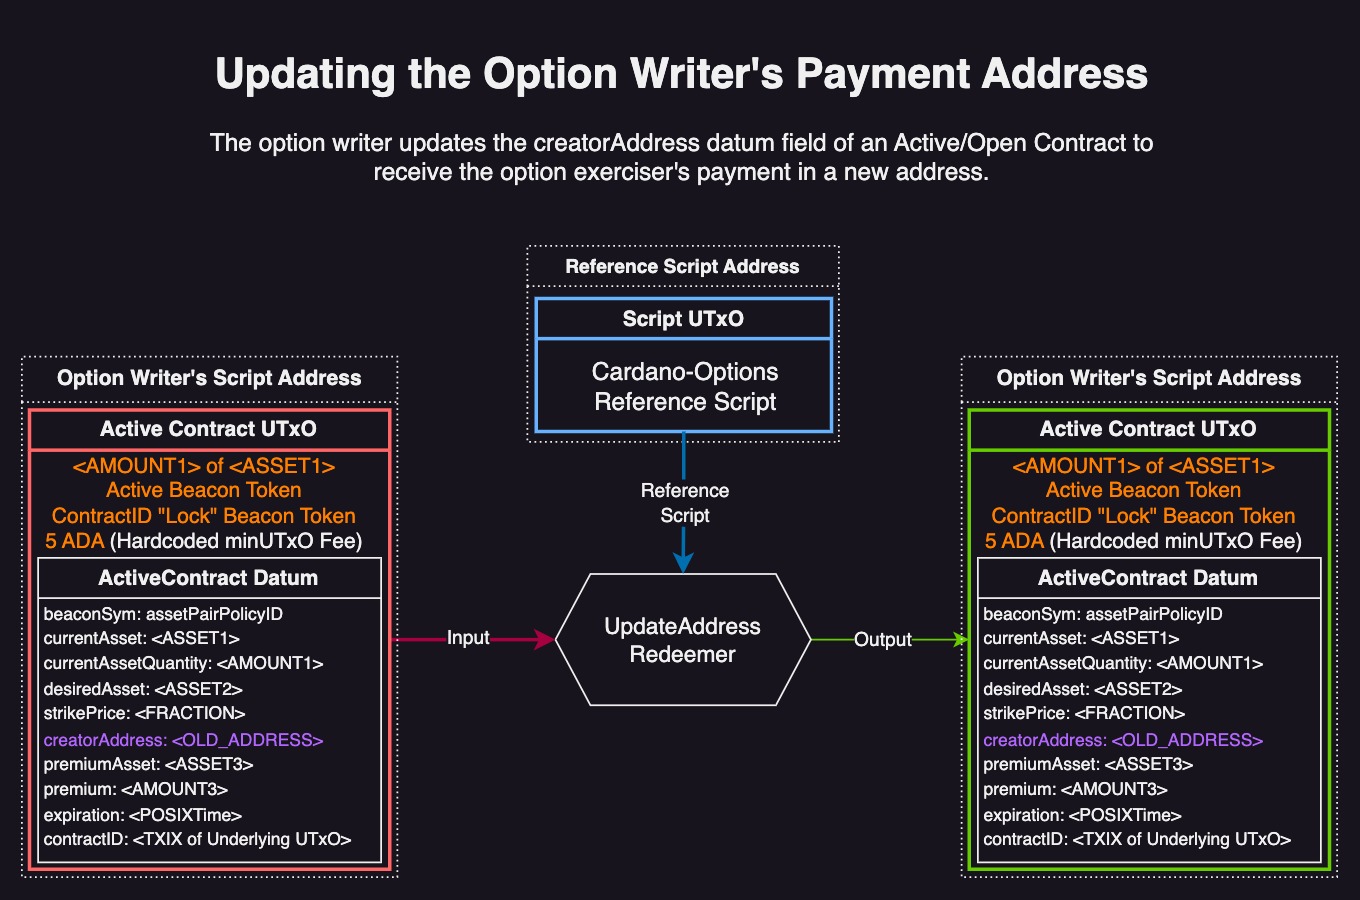 Updating the Option Writer's Payment Address
The option writer updates the creatorAddress datum field of an Active/Open Contract to
receive the option exerciser's payment in a new address.
Reference Script Address
Script UTxO
Cardano-Options
Reference Script
Reference
Script
Option Writer's Script Address
Active Contract UTxO
<AMOUNT1> of <ASSET1>
Active Beacon Token
ContractID "Lock" Beacon Token
5 ADA (Hardcoded minUTxO Fee)
ActiveContract Datum
beaconSym: assetPairPolicyID
currentAsset: <ASSET1>
currentAssetQuantity: <AMOUNT1>
desiredAsset: <ASSET2>
strikePrice: <FRACTION>
creatorAddress: <OLD_ADDRESS>
premiumAsset: <ASSET3>
premium: <AMOUNT3>
expiration: <POSIXTime>
contractID: <TXIX of Underlying UTxO>
Input
UpdateAddress
Redeemer
Output
Option Writer's Script Address
Active Contract UTxO
<AMOUNT1> of <ASSET1>
Active Beacon Token
ContractID "Lock" Beacon Token
5 ADA (Hardcoded minUTxO Fee)
ActiveContract Datum
beaconSym: assetPairPolicyID
currentAsset: <ASSET1>
currentAssetQuantity: <AMOUNT1>
desiredAsset: <ASSET2>
strikePrice: <FRACTION>
creatorAddress: <OLD_ADDRESS>
premiumAsset: <ASSET3>
premium: <AMOUNT3>
expiration: <POSIXTime>
contractID: <TXIX of Underlying UTxO>